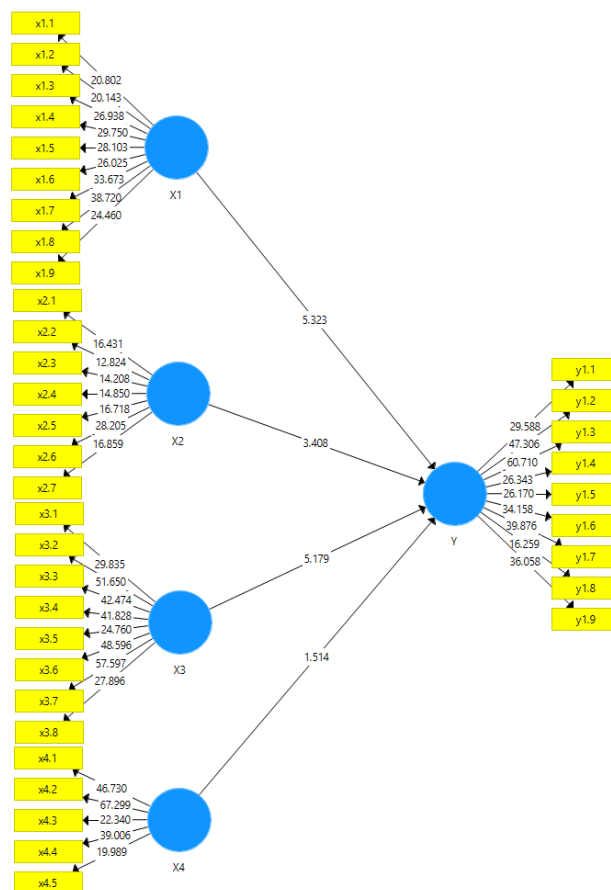 x1.1
x1.2
x1.3
x1.4
x1.5
x1.6
x1.7
x1.8
x1.9
20.802
20.143
26.938
29.750
28.103
26.025
33.673
38.720
24.460
X1
5.323
x2.1
x2.2
x2.3
x2.4
x2.5
x2.6
x2.7
16.431
12.824
14.208
14.850
16.718
28.205
16.859
X2
3.408
x3.1
x3.2
x3.3
x3.4
x3.5
x3.6
x3.7
x3.8
29.835
51.650
42.474
41.828
24.760
48.596
57.597
27.896
X3
5.179
x4.1
x4.2
x4.3
x4.4
x4.5
46.730
67.299
22.340
39.006
19.989
X4
1.514
Y
29.588
47.306
60.710
26.343
26.170
34.158
39.876
16.259
36.058
y1.1
y1.2
y1.3
y1.4
y1.5
y1.6
y1.7
y1.8
y1.9